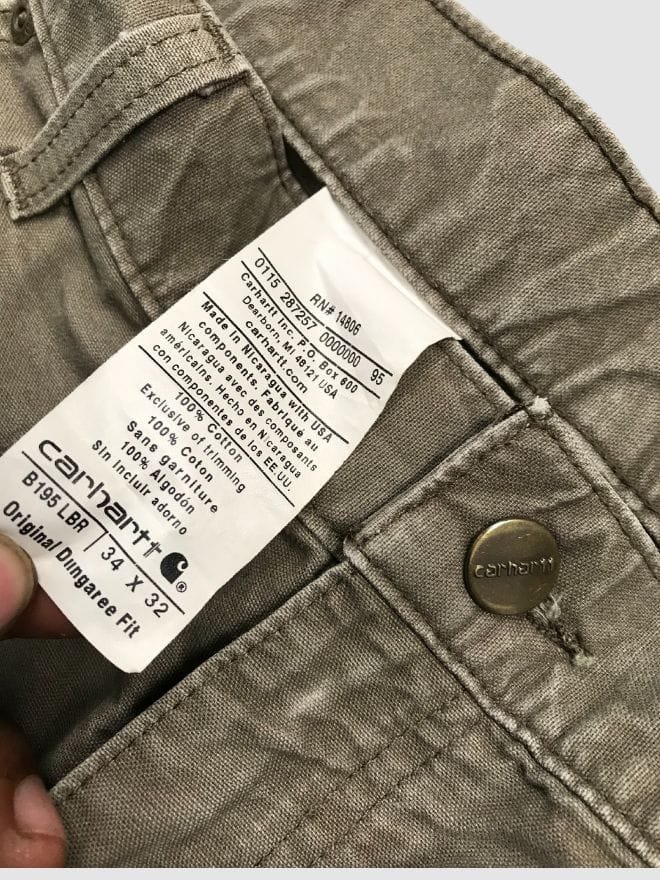 RN# 14806
0115 287257 0000000 95
Carhartt Inc. P.O. Box 600
Dearborn, MI 48121 USA
carhartt.com
Made in Nicaragua with USA
components. Fabriqué au
Nicaragua avec des composants
américains. Hecho en Nicaragua
con componentes de los EE.UU.
100% Cotton
Exclusive of trimming
100% Coton
Sans garniture
100% Algodón
Sin incluir adorno
carhartt ®
B195 LBR 34 X 32
Original Dungaree Fit
carhartt